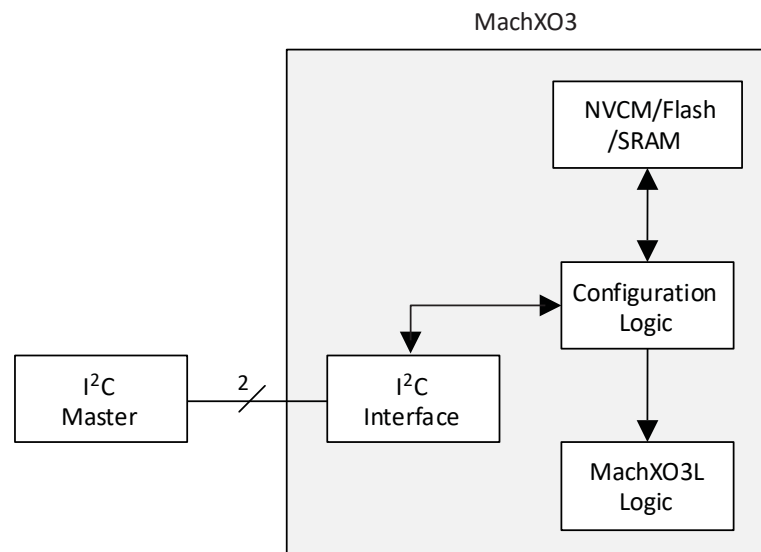 MachXO3
NVCM/Flash
/SRAM
Configuration
Logic
I²C
Master
2
I²C
Interface
MachXO3L
Logic